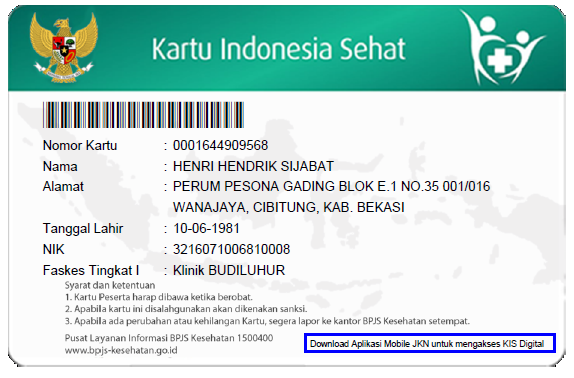 Kartu Indonesia Sehat
Nomor Kartu : 0001644909568
Nama : HENRI HENDRIK SIJABAT
Alamat : PERUM PESONA GADING BLOK E.1 NO.35 001/016
WANAJAYA, CIBITUNG, KAB. BEKASI
Tanggal Lahir : 10-06-1981
NIK : 3216071006810008
Faskes Tingkat I : Klinik BUDILUHUR
Syarat dan ketentuan
1. Kartu Peserta harap dibawa ketika berobat.
2. Apabila kartu ini disalahgunakan akan dikenakan sanksi.
3. Apabila ada perubahan atau kehilangan Kartu, segera lapor ke kantor BPJS Kesehatan setempat.
Pusat Layanan Informasi BPJS Kesehatan 1500400
www.bpjs-kesehatan.go.id
Download Aplikasi Mobile JKN untuk mengakses KIS Digital